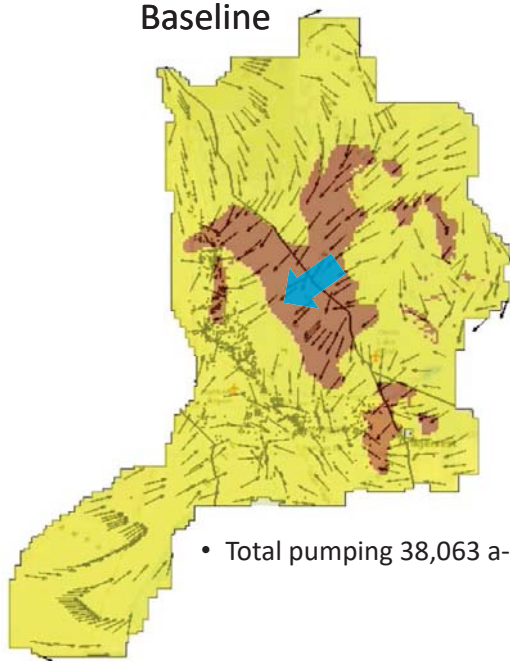 Baseline
• Total pumping 38,063 a-